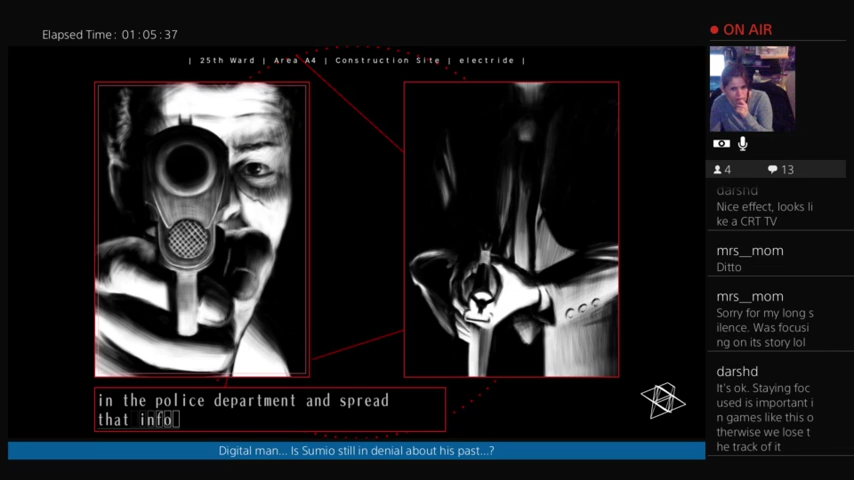 Elapsed Time: 01:05:37
ON AIR
| 25th Ward | Area A4 | Construction Site | electride |
4
13
darshd
Nice effect, looks li
ke a CRT TV
mrs__mom
Ditto
mrs__mom
Sorry for my long s
ilence. Was focusi
ng on its story lol
darshd
It's ok. Staying foc
used is important i
n games like this o
therwise we lose t
he track of it
in the police department and spread
that info
Digital man... Is Sumio still in denial about his past...?